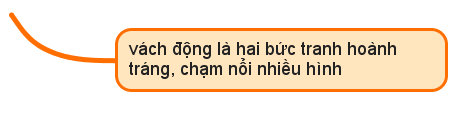 vách động là hai bức tranh hoành
tráng, chạm nổi nhiều hình